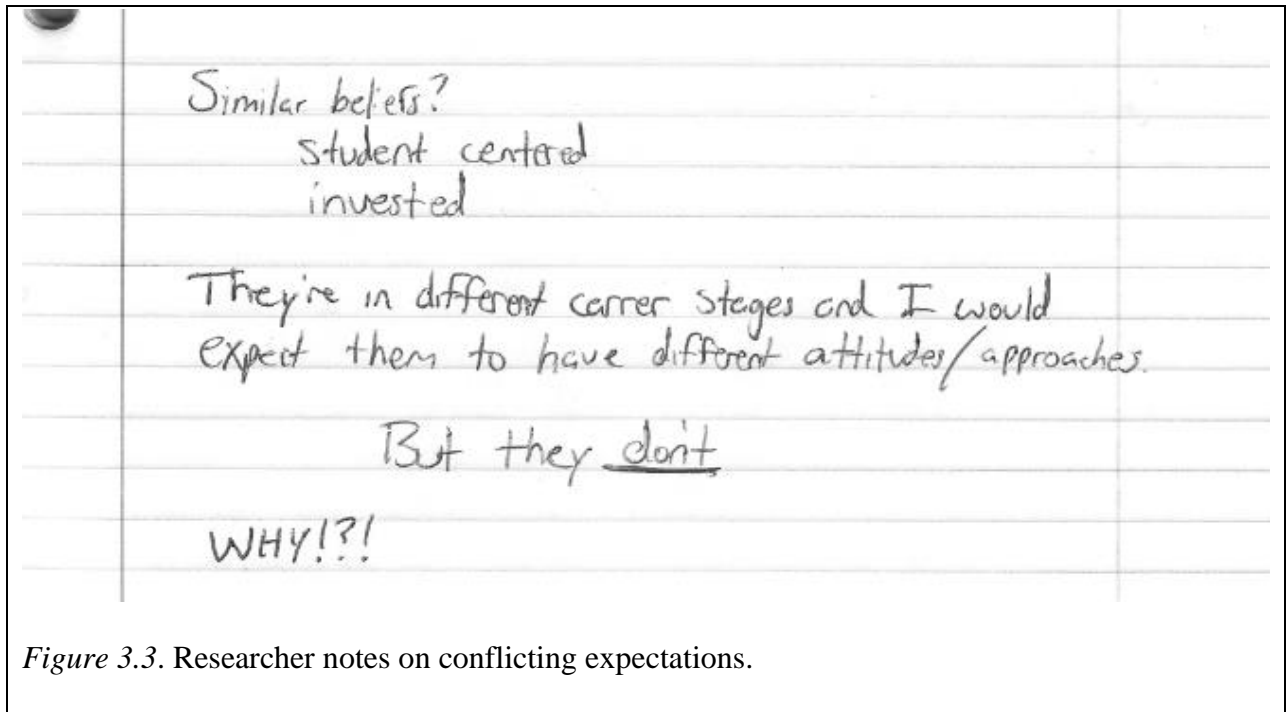 Similar beliefs?
student centered
invested
They're in different carrer stages and I would
expect them to have different attitudes/approaches.
But they don't
WHY!?!
Figure 3.3. Researcher notes on conflicting expectations.